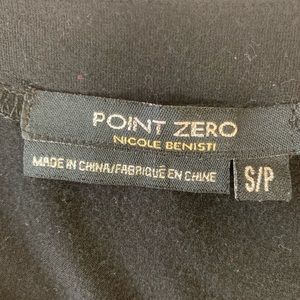 POINT ZERO
NICOLE BENISTI
MADE IN CHINA/FABRIQUÉ EN CHINE
S/P